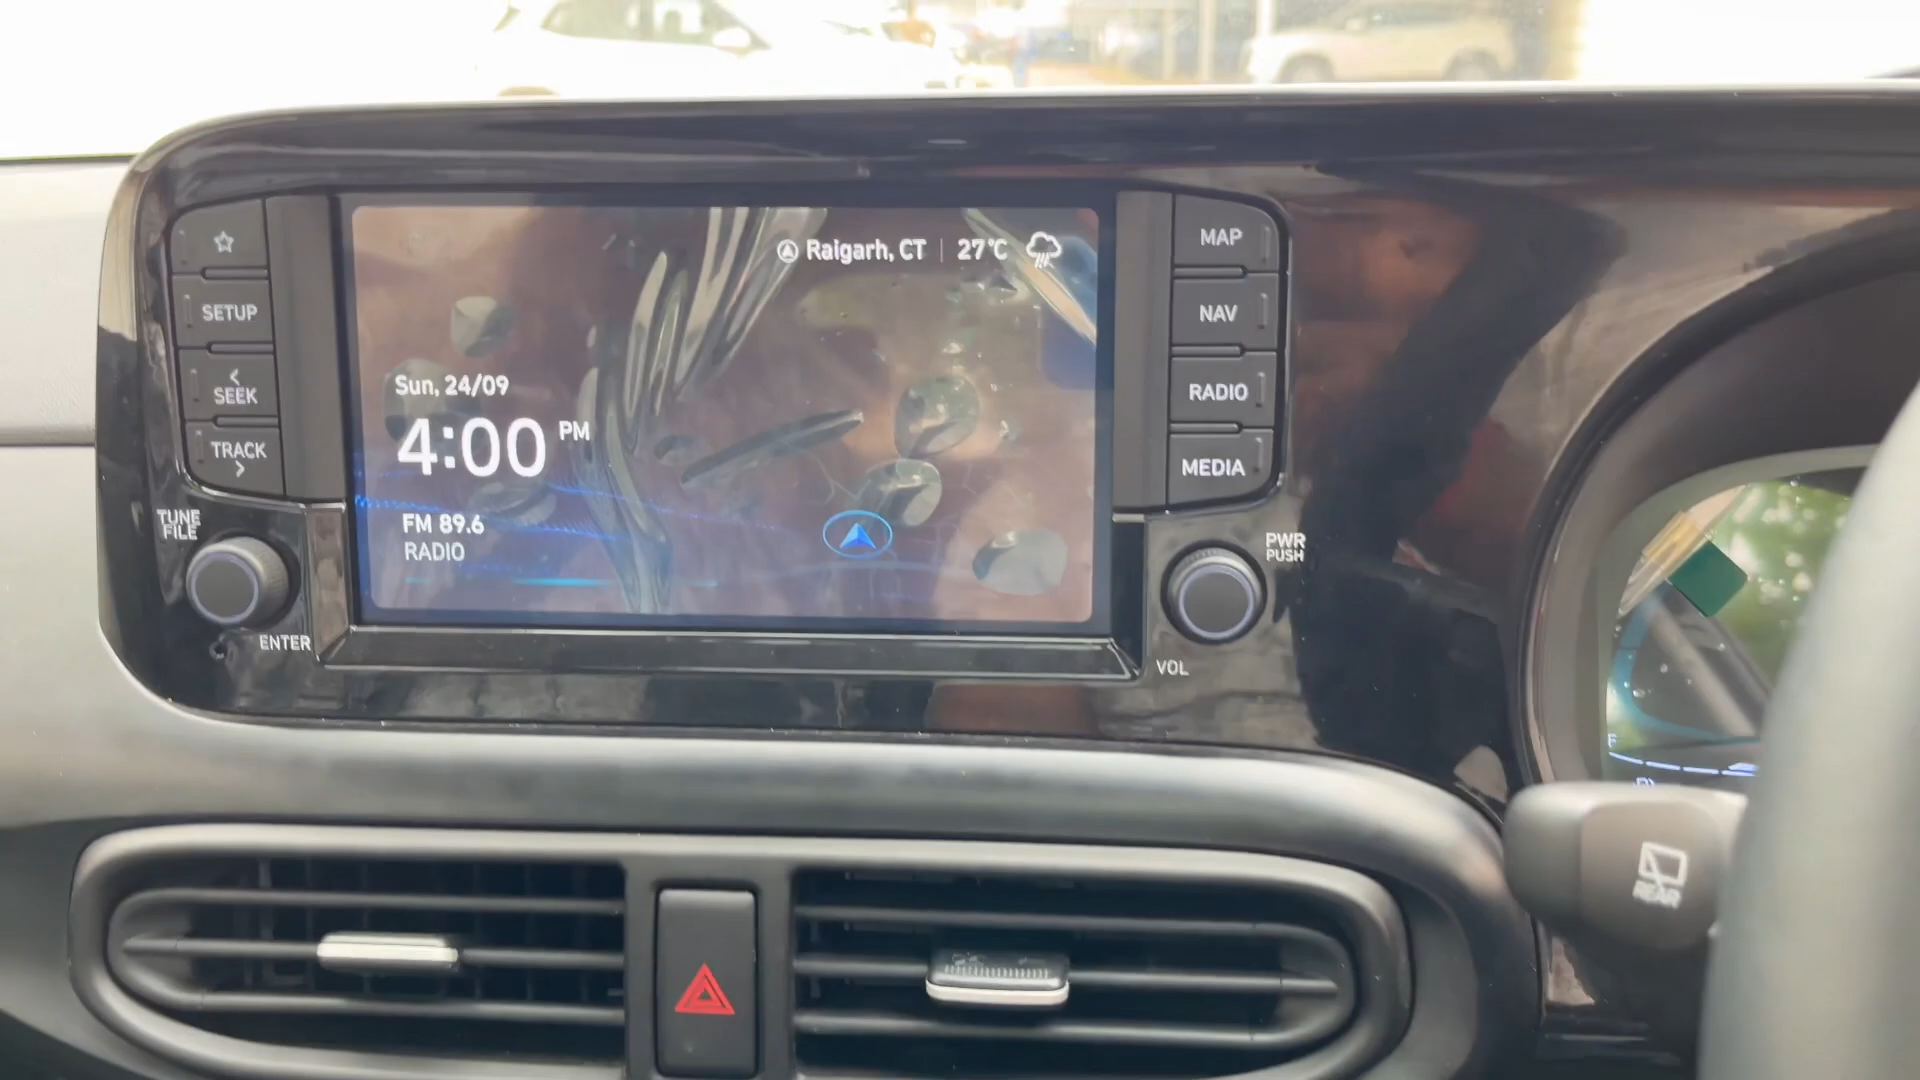 Raigarh, CT | 27°C
Sun, 24/09
4:00 PM
FM 89.6
RADIO
SETUP
< SEEK
TRACK >
TUNE
FILE
ENTER
MAP
NAV
RADIO
MEDIA
PWR
PUSH
VOL
F
REAR